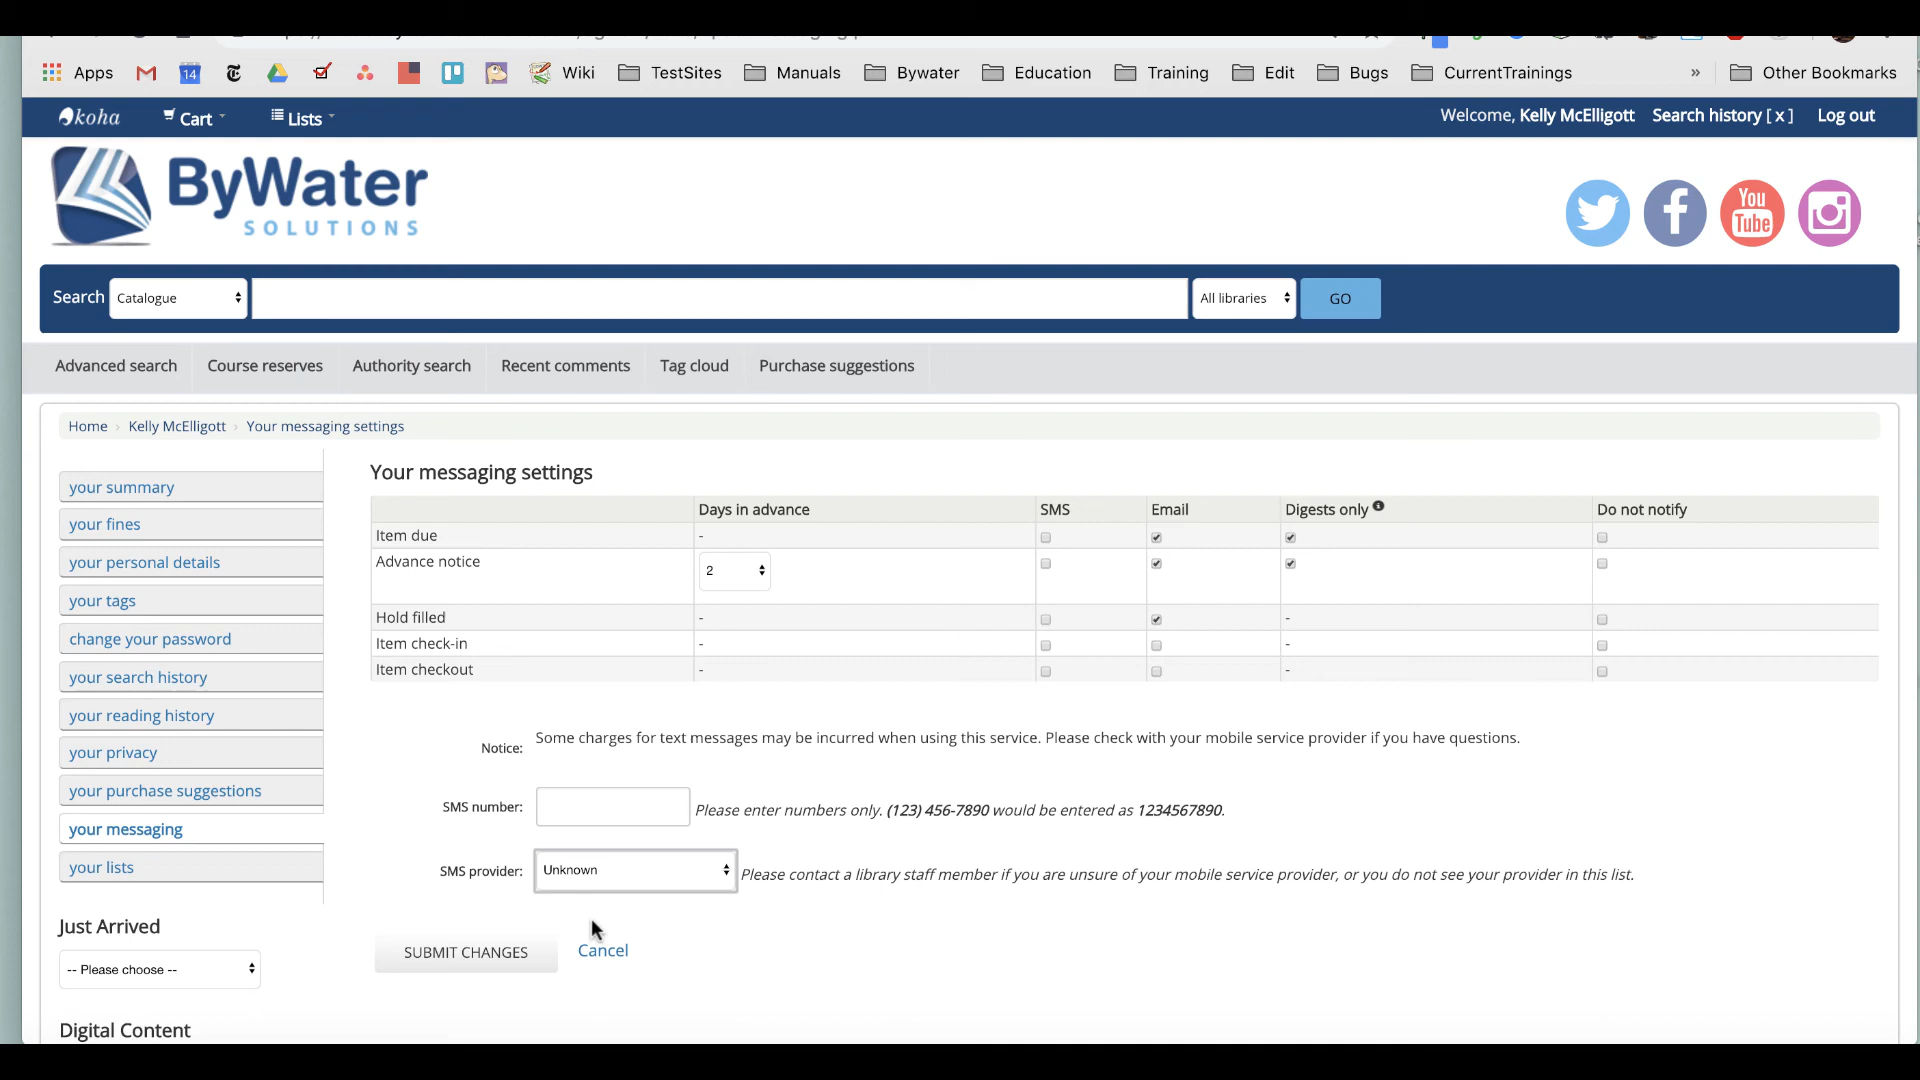 Apps 14 Wiki TestSites Manuals Bywater Education Training Edit Bugs CurrentTrainings » Other Bookmarks
koha Cart Lists Welcome, Kelly McElligott Search history [ x ] Log out
ByWater
SOLUTIONS
You
Tube
Search Catalogue All libraries GO
Advanced search Course reserves Authority search Recent comments Tag cloud Purchase suggestions
Home › Kelly McElligott › Your messaging settings
your summary
your fines
your personal details
your tags
change your password
your search history
your reading history
your privacy
your purchase suggestions
your messaging
your lists
Just Arrived
-- Please choose --
Digital Content
Your messaging settings
Days in advance SMS Email Digests only Do not notify
Item due -
Advance notice 2
Hold filled - -
Item check-in - -
Item checkout - -
Notice: Some charges for text messages may be incurred when using this service. Please check with your mobile service provider if you have questions.
SMS number: Please enter numbers only. (123) 456-7890 would be entered as 1234567890.
SMS provider: Unknown Please contact a library staff member if you are unsure of your mobile service provider, or you do not see your provider in this list.
SUBMIT CHANGES Cancel